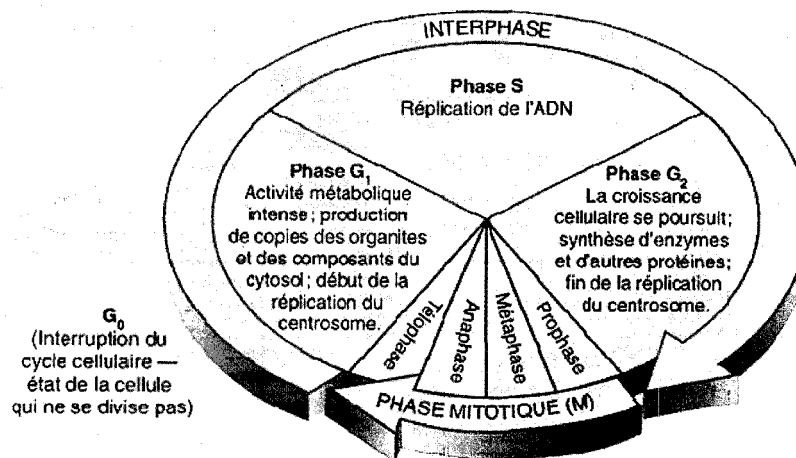 INTERPHASE
Phase S
Réplication de l'ADN
Phase G1
Activité métabolique
intense ; production
de copies des organites
et des composants du
cytosol ; début de la
réplication du
centrosome.
Phase G2
La croissance
cellulaire se poursuit;
synthèse d'enzymes
et d'autres protéines;
fin de la réplication
du centrosome.
Télophase
Anaphase
Métaphase
Prophase
G0
(Interruption du
cycle cellulaire —
état de la cellule
qui ne se divise pas)
PHASE MITOTIQUE (M)